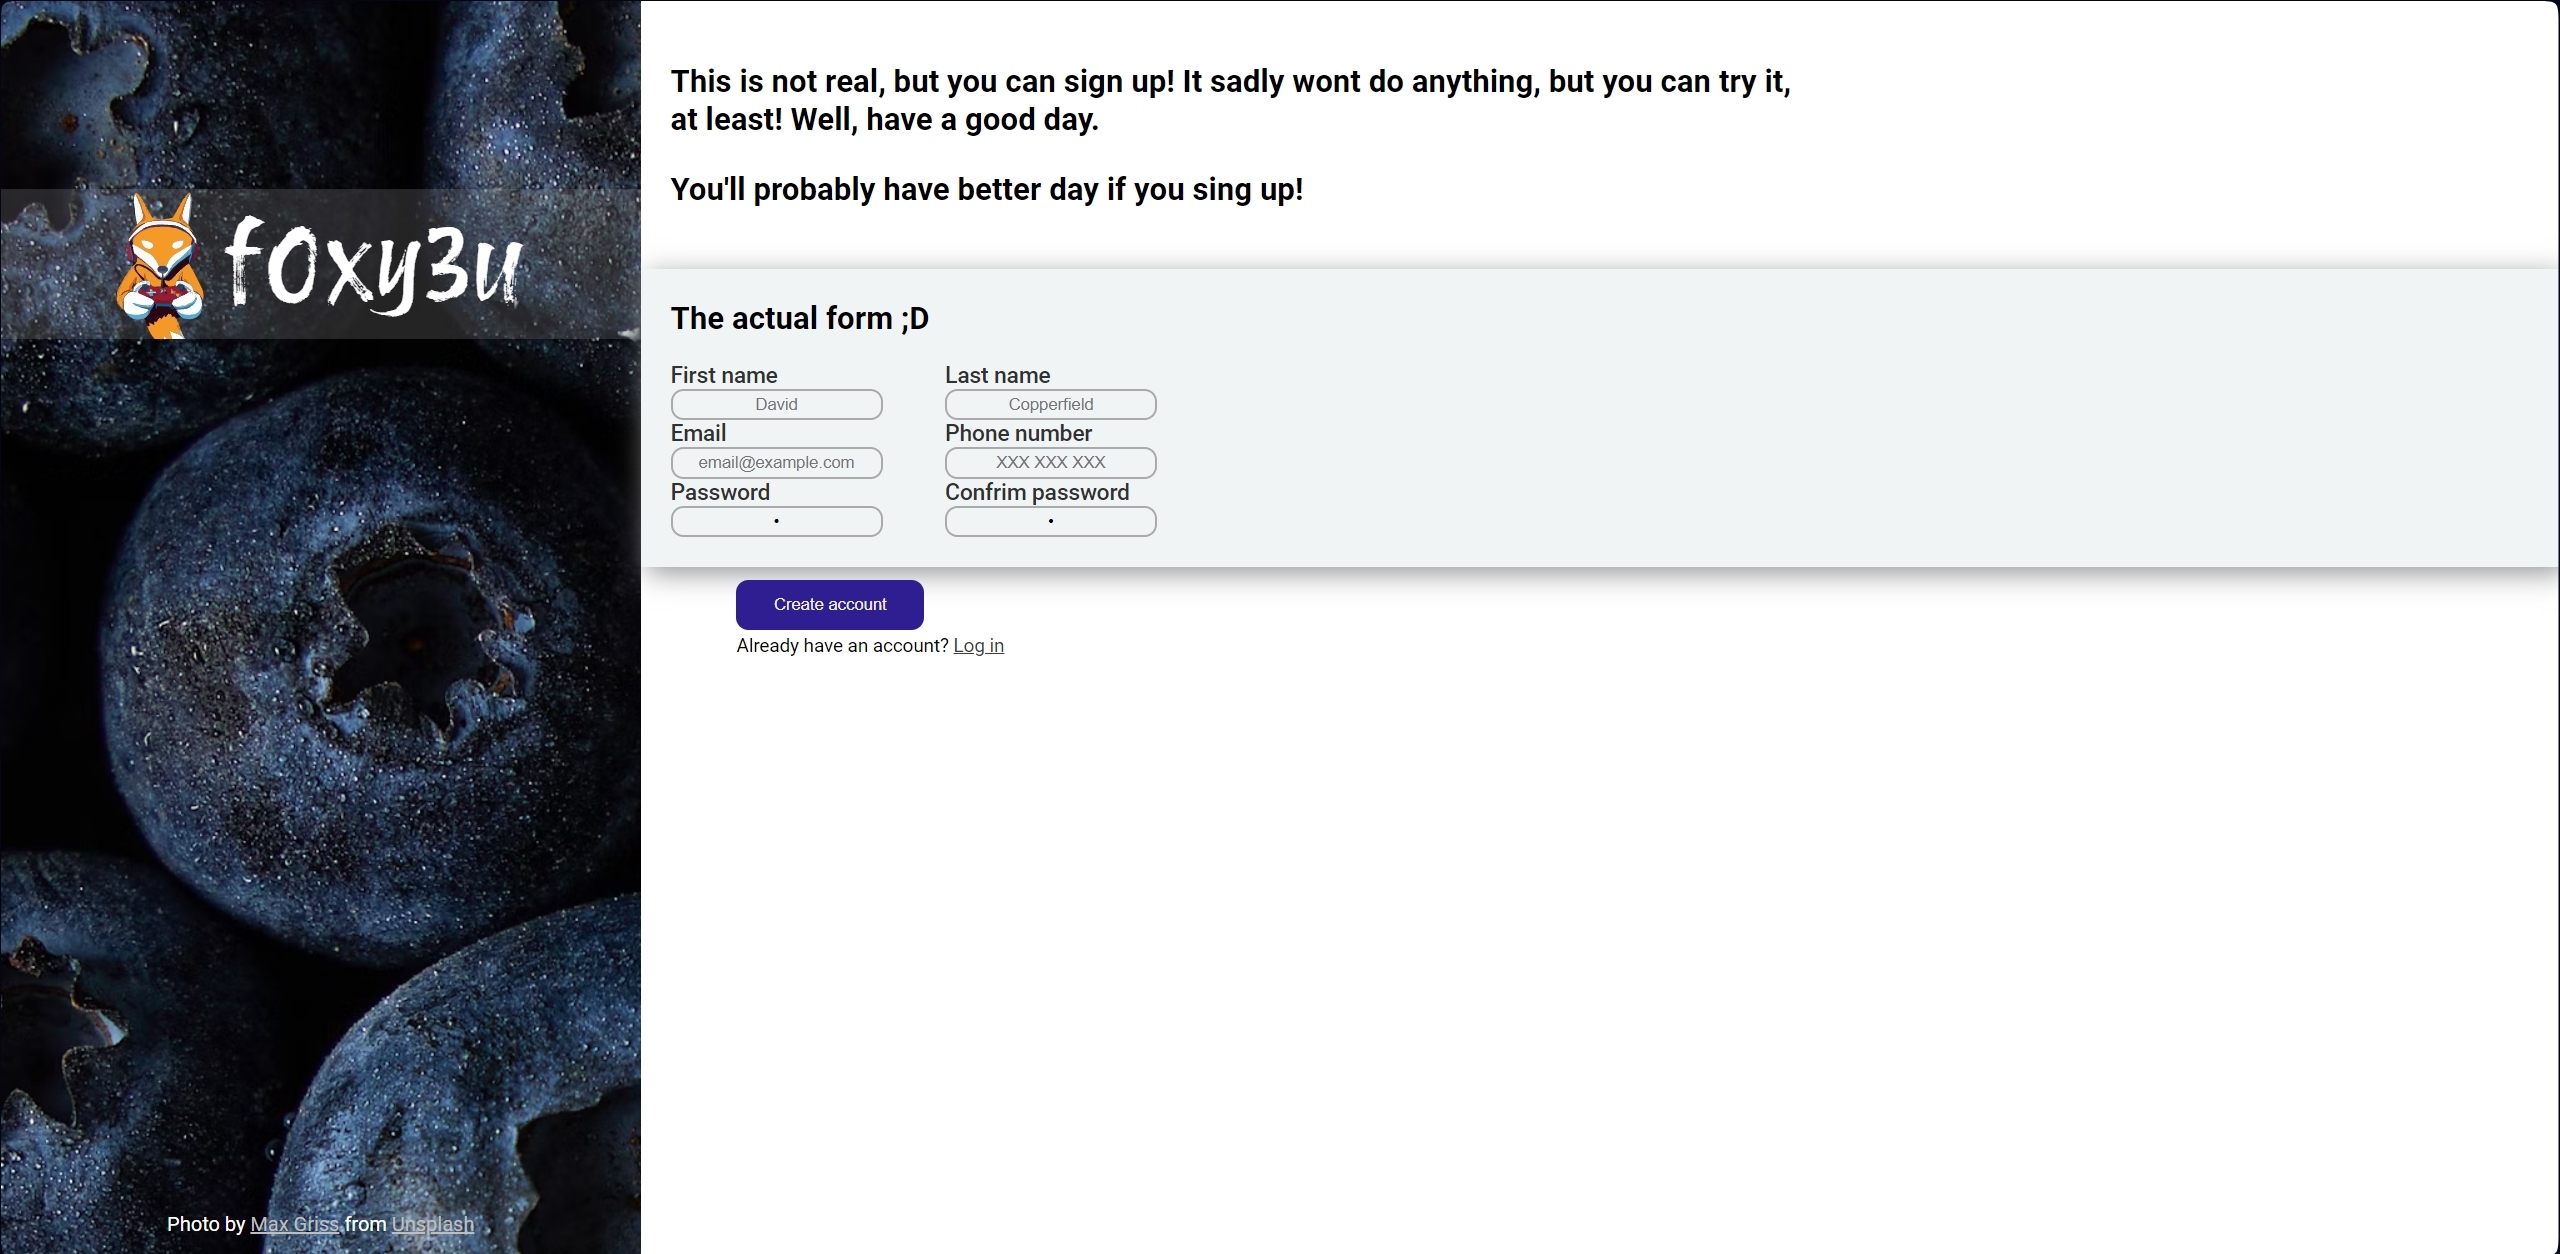 f0xy3u
This is not real, but you can sign up! It sadly wont do anything, but you can try it,
at least! Well, have a good day.
You'll probably have better day if you sing up!
The actual form ;D
First name
Last name
David
Copperfield
Email
Phone number
email@example.com
XXX XXX XXX
Password
Confrim password
•
•
Create account
Already have an account? Log in
Photo by Max Griss from Unsplash